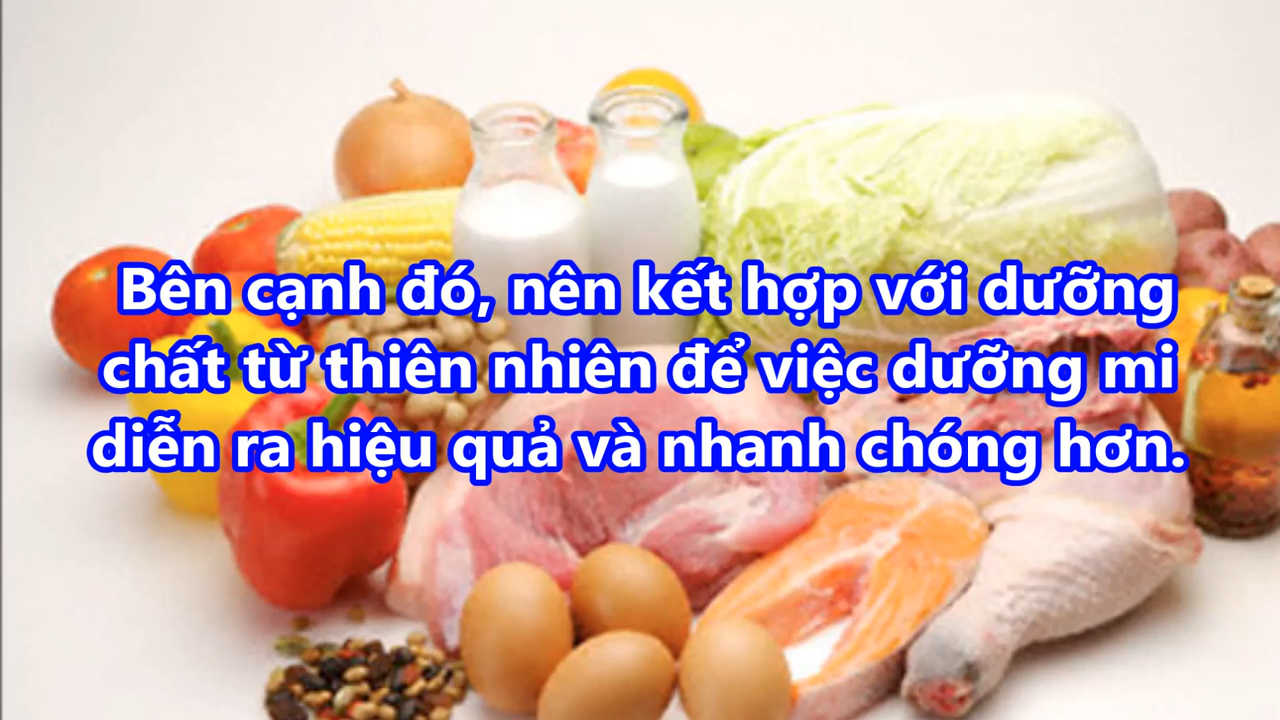 Bên cạnh đó, nên kết hợp với dưỡng
chất từ thiên nhiên để việc dưỡng mi
diễn ra hiệu quả và nhanh chóng hơn.